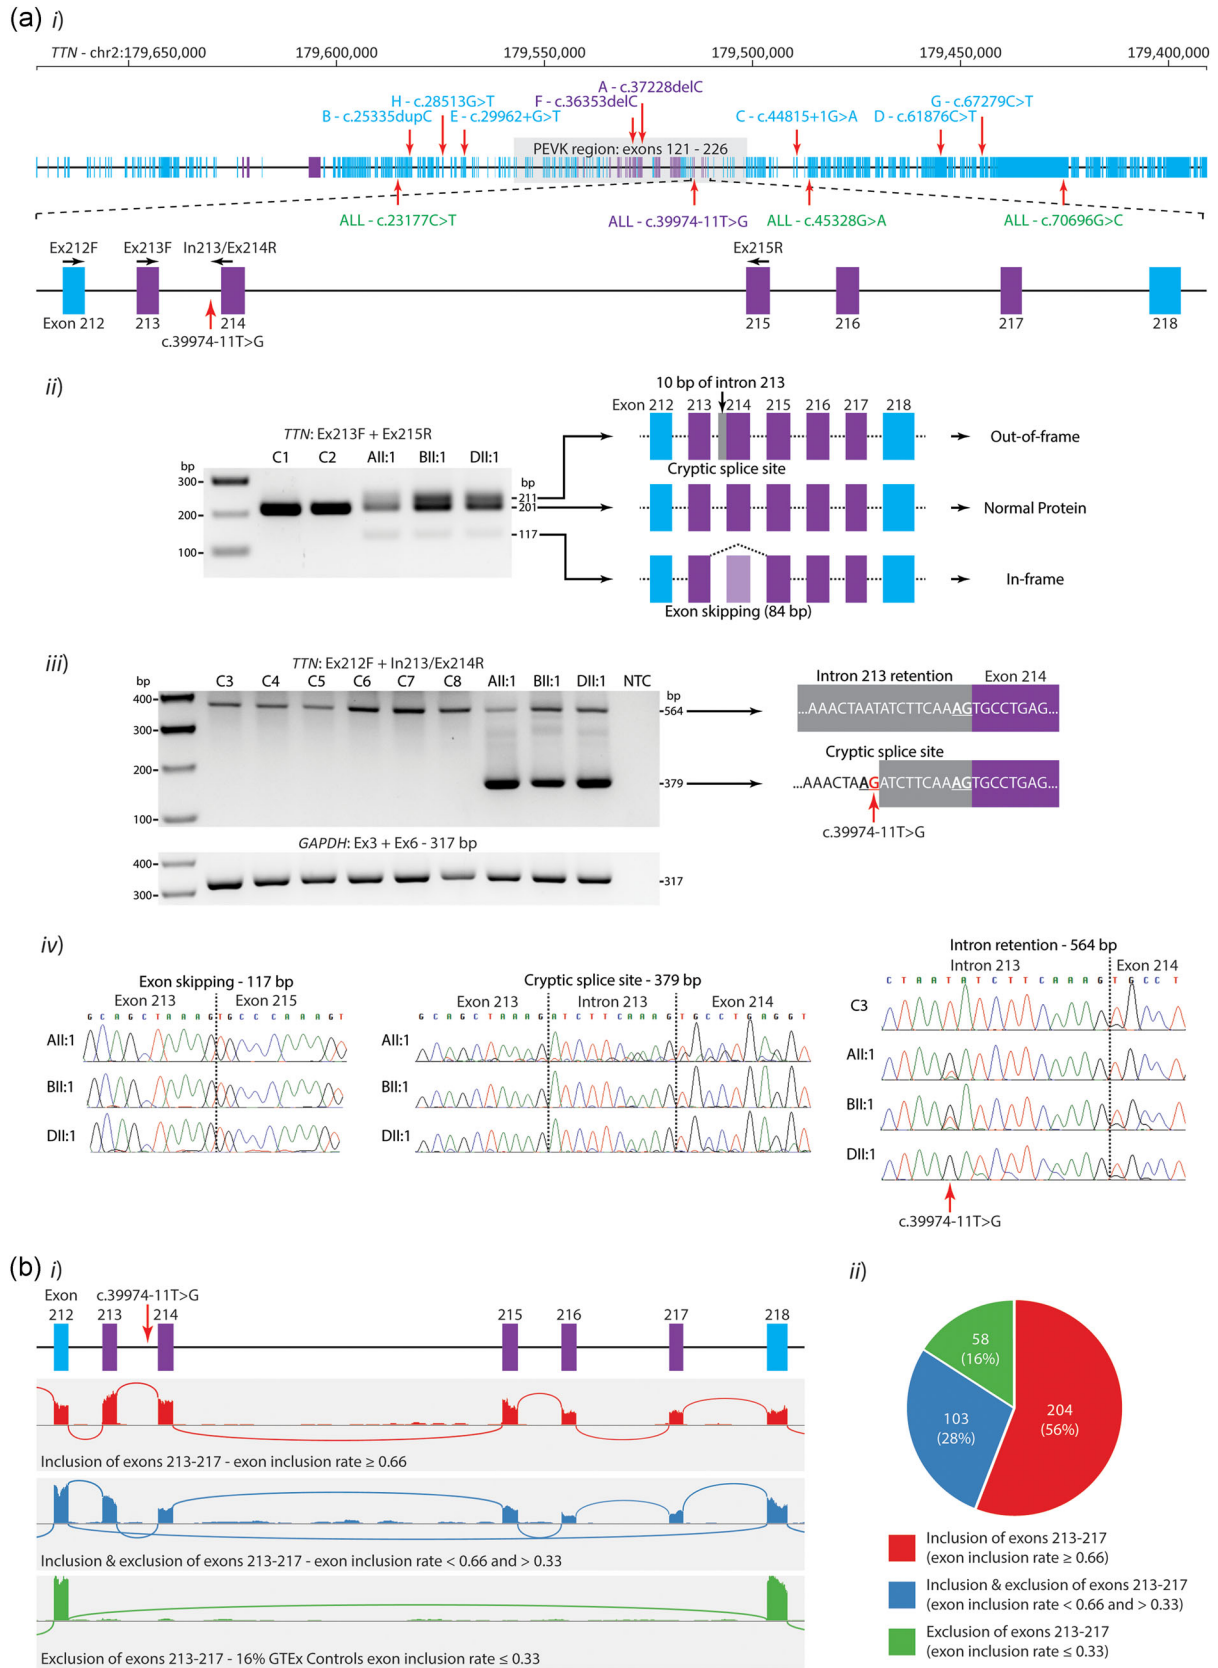 (a) i)
TTN - chr2:179,650,000 179,600,000 179,550,000 179,500,000 179,450,000 179,400,000
A - c.37228delC
H - c.28513G>T F - c.36353delC G - c.67279C>T
B - c.25335dupC E - c.29962+G>T C - c.44815+1G>A D - c.61876C>T
PEVK region: exons 121 - 226
ALL - c.23177C>T ALL - c.39974-11T>G ALL - c.45328G>A ALL - c.70696G>C
Ex212F Ex213F In213/Ex214R Ex215R
Exon 212 213 214 215 216 217 218
c.39974-11T>G
ii)
TTN: Ex213F + Ex215R
bp C1 C2 AII:1 BII:1 DII:1 bp
300
200
100
211
201
117
10 bp of intron 213
Exon 212 213 214 215 216 217 218
Out-of-frame
Cryptic splice site
Normal Protein
In-frame
Exon skipping (84 bp)
iii)
TTN: Ex212F + In213/Ex214R
bp C3 C4 C5 C6 C7 C8 AII:1 BII:1 DII:1 NTC bp
400
300
200
100
564
379
Intron 213 retention Exon 214
...AAACTAATATCTTCAAAGTGCCTGAG...
Cryptic splice site
...AAACTAAGATCTTCAAAGTGCCTGAG...
c.39974-11T>G
GAPDH: Ex3 + Ex6 - 317 bp
400
300
317
iv)
Exon skipping - 117 bp
Exon 213 Exon 215
G C A G C T A A A G T G C C C A A A G T
AII:1
BII:1
DII:1
Cryptic splice site - 379 bp
Exon 213 Intron 213 Exon 214
G C A G C T A A A G A T C T T C A A A G T G C C T G A G G T
AII:1
BII:1
DII:1
Intron retention - 564 bp
Intron 213 Exon 214
C T A A T A T C T T C A A A G T G C C T
C3
AII:1
BII:1
DII:1
c.39974-11T>G
(b) i)
Exon c.39974-11T>G
212 213 214 215 216 217 218
Inclusion of exons 213-217 - exon inclusion rate ≥ 0.66
Inclusion & exclusion of exons 213-217 - exon inclusion rate < 0.66 and > 0.33
Exclusion of exons 213-217 - 16% GTEx Controls exon inclusion rate ≤ 0.33
ii)
58
(16%)
103
(28%)
204
(56%)
Inclusion of exons 213-217
(exon inclusion rate ≥ 0.66)
Inclusion & exclusion of exons 213-217
(exon inclusion rate < 0.66 and > 0.33)
Exclusion of exons 213-217
(exon inclusion rate ≤ 0.33)